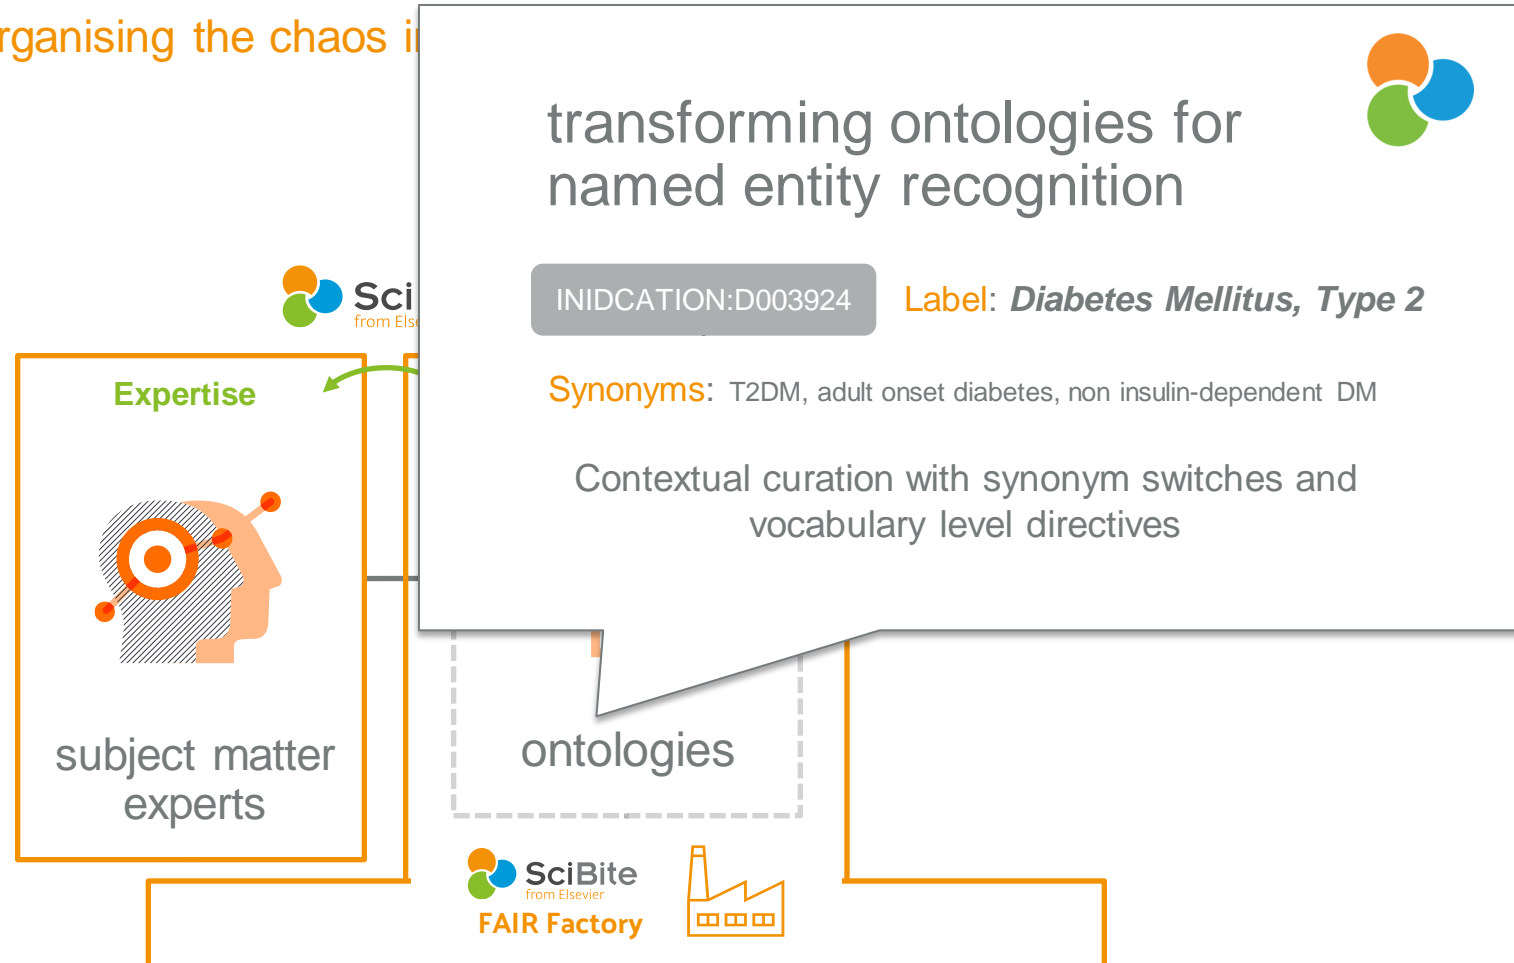 rganising the chaos i
transforming ontologies for
named entity recognition
INIDCATION:D003924
Label: Diabetes Mellitus, Type 2
Sci
from Else
Expertise
Synonyms: T2DM, adult onset diabetes, non insulin-dependent DM
Contextual curation with synonym switches and
vocabulary level directives
subject matter
experts
ontologies
SciBite
from Elsevier
FAIR Factory